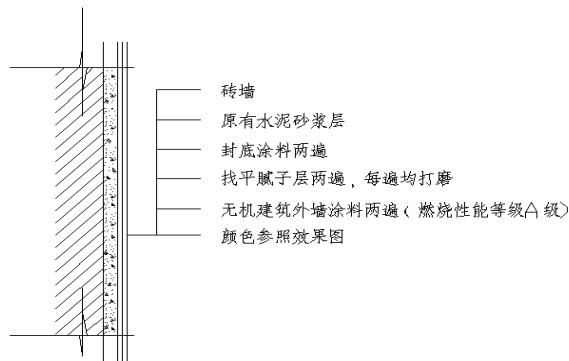 砖墙
原有水泥砂浆层
封底涂料两遍
找平腻子层两遍，每遍均打磨
无机建筑外墙涂料两遍(燃烧性能等级A级)
颜色参照效果图